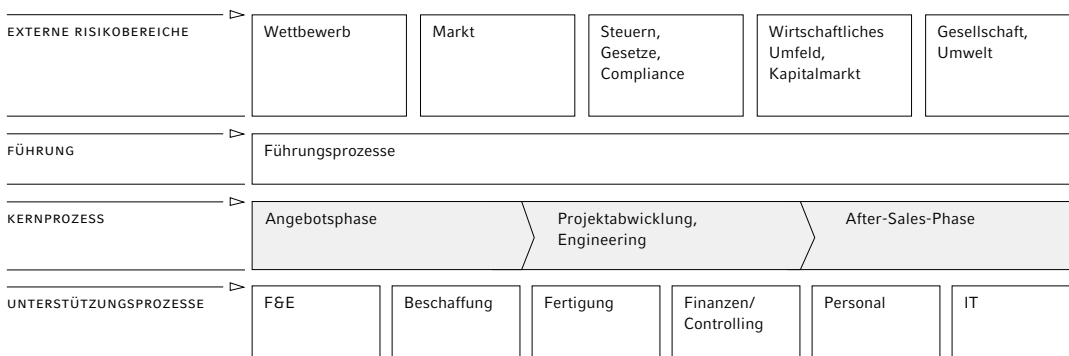 EXTERNE RISIKOBEREICHE
Wettbewerb
Markt
Steuern,
Gesetze,
Compliance
Wirtschaftliches
Umfeld,
Kapitalmarkt
Gesellschaft,
Umwelt
FÜHRUNG
Führungsprozesse
KERNPROZESS
Angebotsphase
Projektabwicklung,
Engineering
After-Sales-Phase
UNTERSTÜTZUNGSPROZESSE
F&E
Beschaffung
Fertigung
Finanzen/
Controlling
Personal
IT